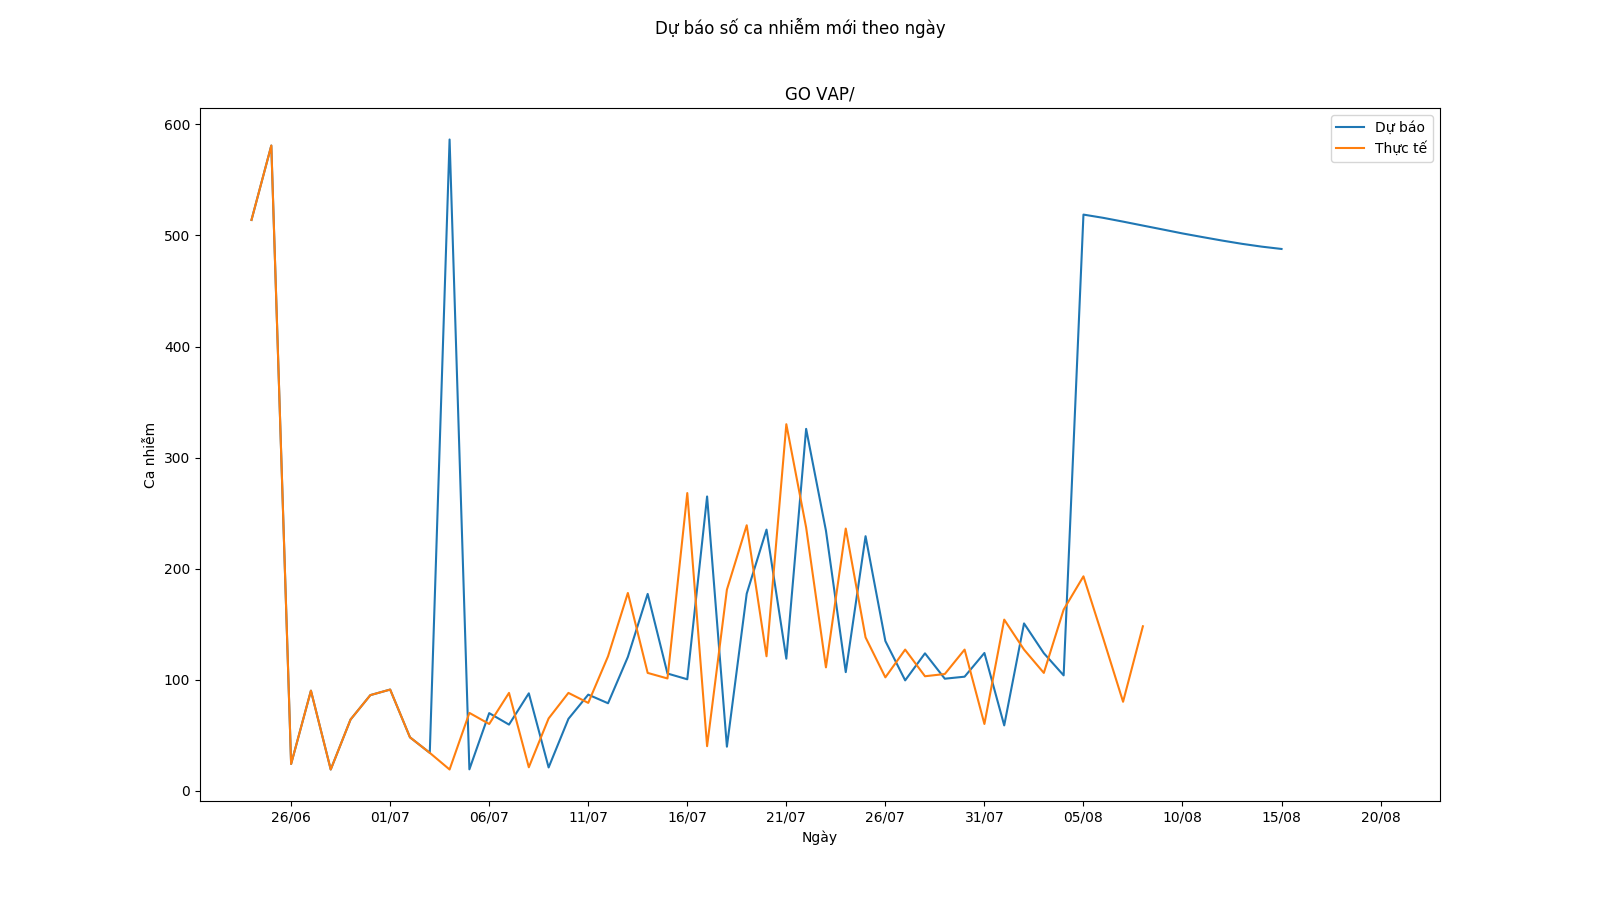 Dự báo số ca nhiễm mới theo ngày
GO VAP/
Dự báo
Thực tế
600
500
400
300
200
100
0
Ca nhiễm
26/06 01/07 06/07 11/07 16/07 21/07 26/07 31/07 05/08 10/08 15/08 20/08
Ngày